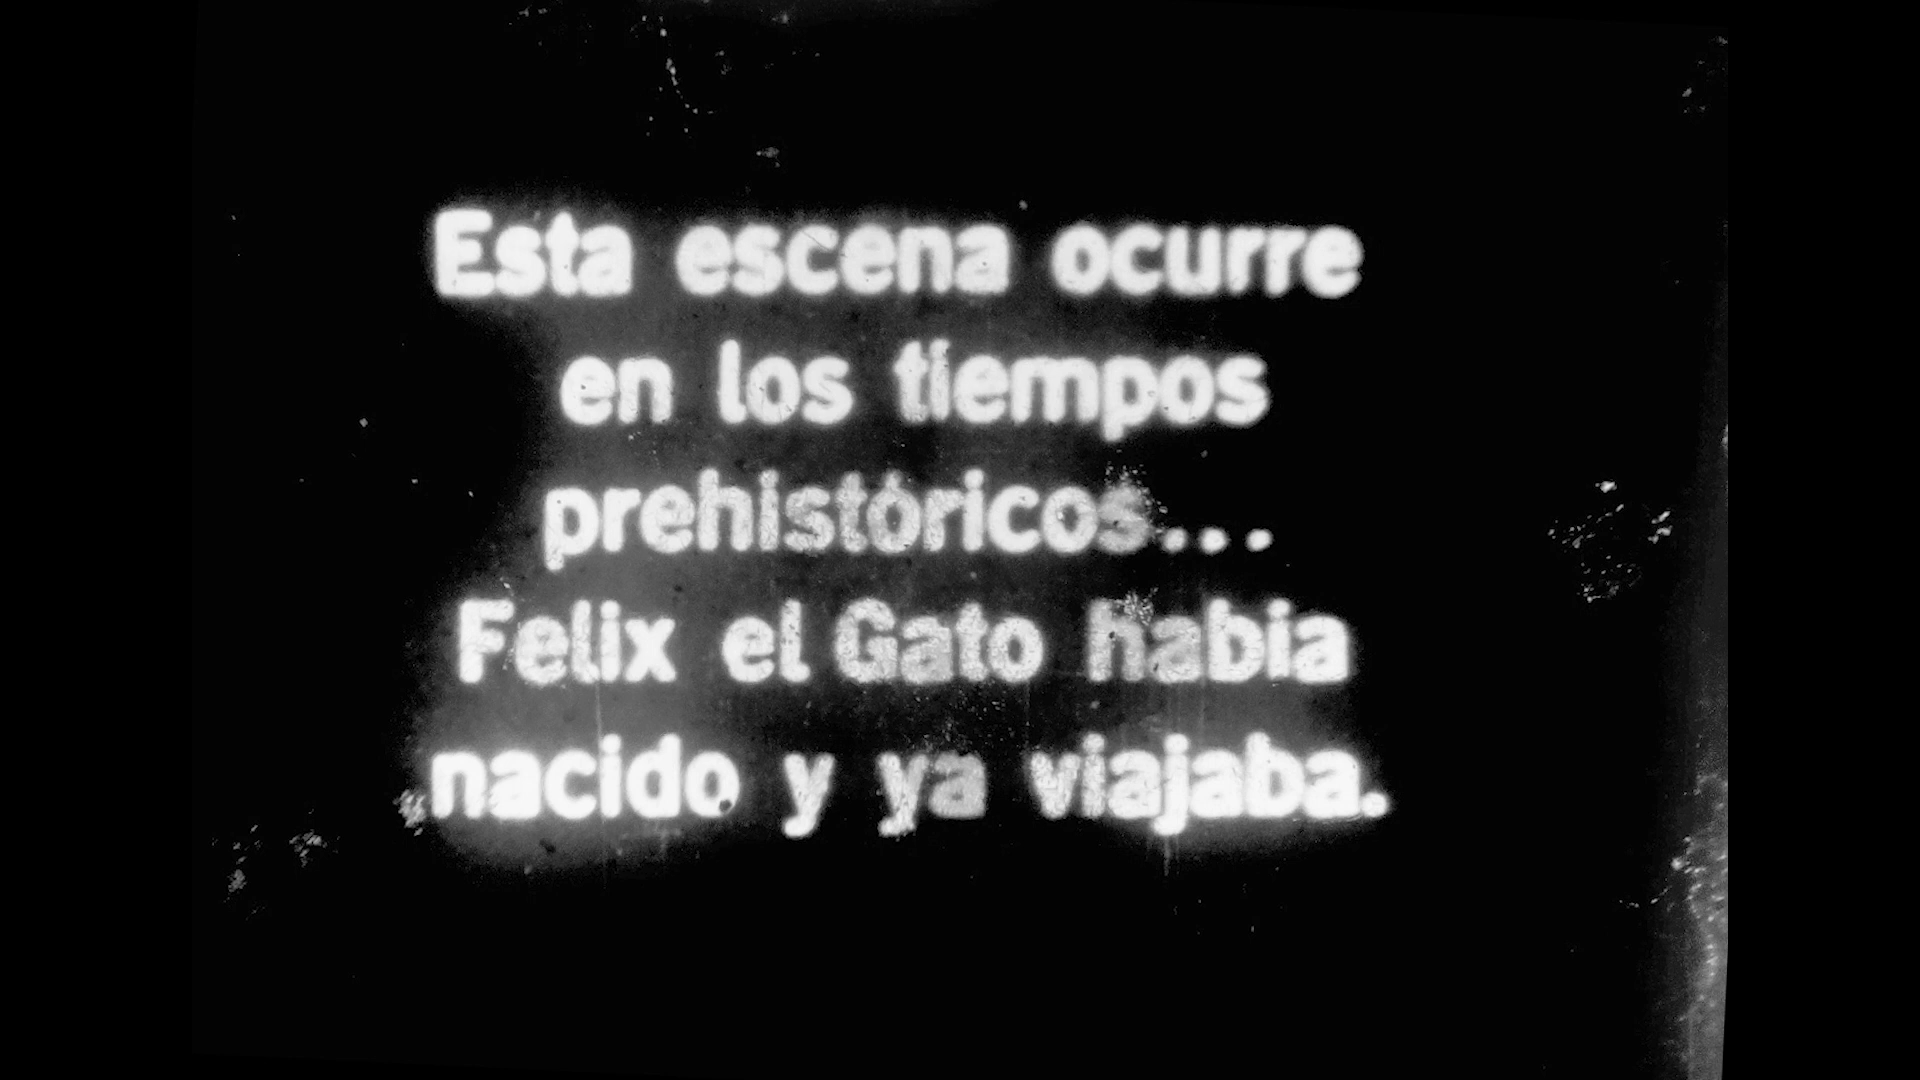 Esta escena ocurre
en los tiempos
prehistóricos...
Felix el Gato habia
nacido y ya viajaba.